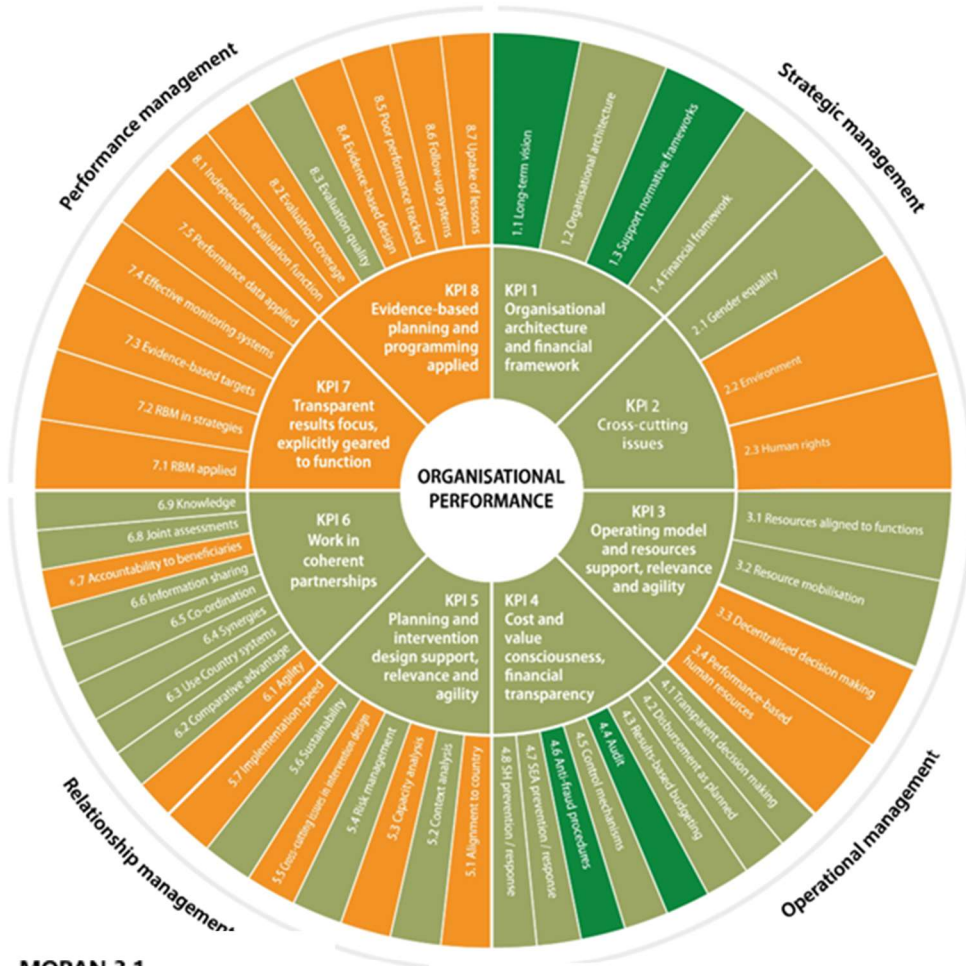 Performance management
Strategic management
Operational management
Relationship management
ORGANISATIONAL
PERFORMANCE
KPI 1
Organisational
architecture
and financial
framework
KPI 2
Cross-cutting
issues
KPI 3
Operating model
and resources
support, relevance
and agility
KPI 4
Cost and
value
consciousness,
financial
transparency
KPI 5
Planning and
intervention
design support,
relevance and
agility
KPI 6
Work in
coherent
partnerships
KPI 7
Transparent
results focus,
explicitly geared
to function
KPI 8
Evidence-based
planning and
programming
applied
1.1 Long-term vision
1.2 Organisational architecture
1.3 Support normative frameworks
1.4 Financial framework
2.1 Gender equality
2.2 Environment
2.3 Human rights
3.1 Resources aligned to functions
3.2 Resource mobilisation
3.3 Decentralised decision making
3.4 Performance-based
human resources
4.1 Transparent decision making
4.2 Disbursement as planned
4.3 Results-based budgeting
4.4 Audit
4.5 Control mechanisms
4.6 Anti-fraud procedures
4.7 SEA prevention / response
4.8 SH prevention / response
5.1 Alignment to country
5.2 Context analysis
5.3 Capacity analysis
5.4 Risk management
5.5 Cross-cutting issues in intervention design
5.6 Sustainability
5.7 Implementation speed
6.1 Agility
6.2 Comparative advantage
6.3 Use Country systems
6.4 Synergies
6.5 Co-ordination
6.6 Information sharing
6.7 Accountability to beneficiaries
6.8 Joint assessments
6.9 Knowledge
7.1 RBM applied
7.2 RBM in strategies
7.3 Evidence-based targets
7.4 Effective monitoring systems
7.5 Performance data applied
8.1 Independent evaluation function
8.2 Evaluation coverage
8.3 Evaluation quality
8.4 Evidence-based design
8.5 Poor performance tracked
8.6 Follow-up systems
8.7 Uptake of lessons
MOPAN 3.1